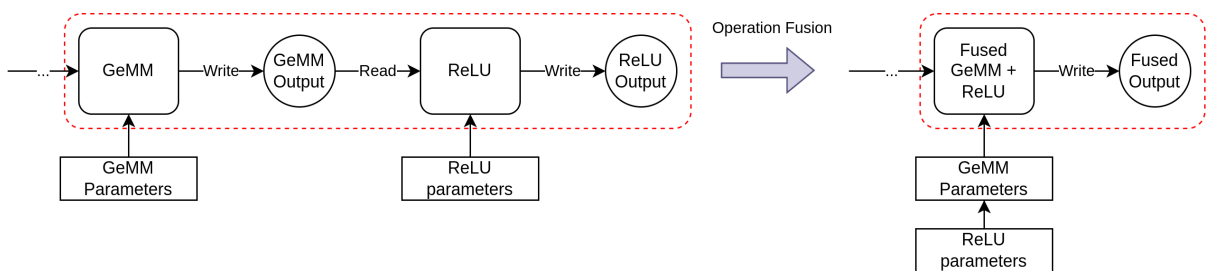 ...
GeMM
Write
GeMM
Output
Read
ReLU
Write
ReLU
Output
GeMM
Parameters
ReLU
parameters
Operation Fusion
...
Fused
GeMM +
ReLU
Write
Fused
Output
GeMM
Parameters
ReLU
parameters